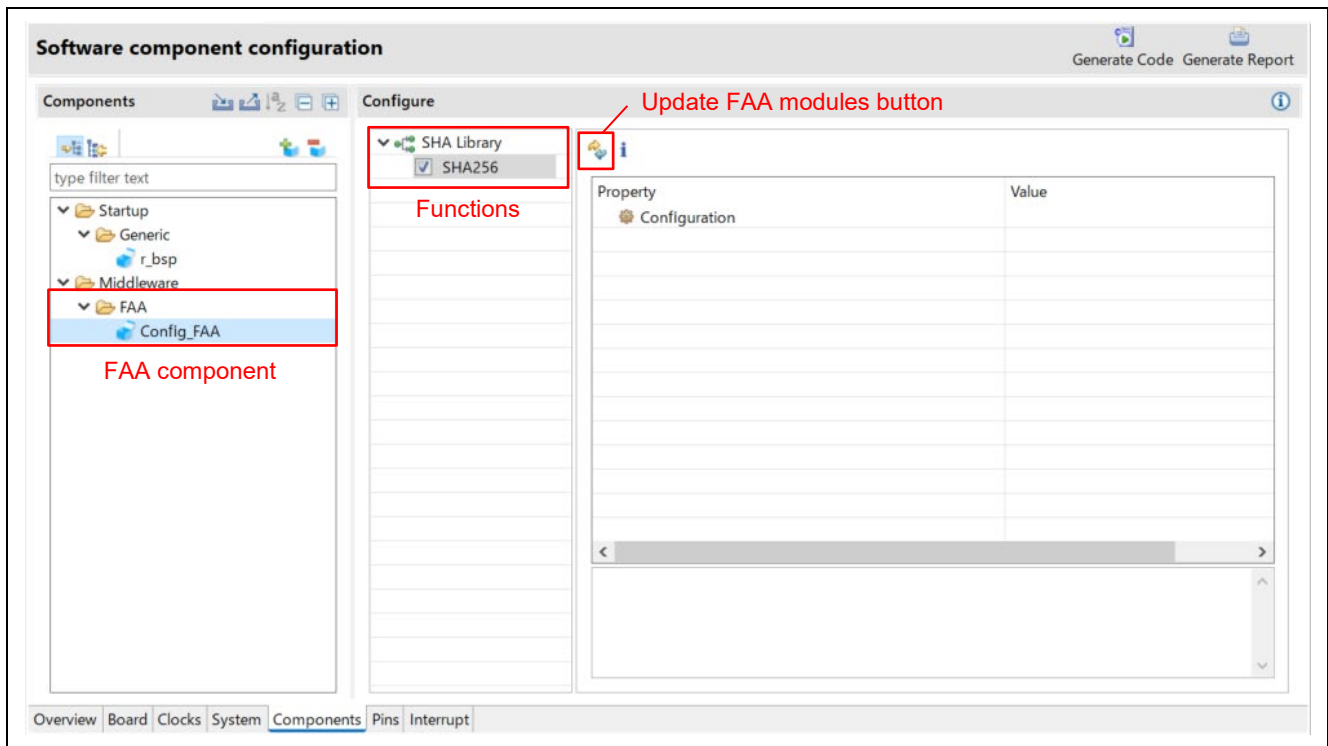 Software component configuration
Generate Code Generate Report
Components
Configure
Update FAA modules button
type filter text
Startup
Generic
r_bsp
Middleware
FAA
Config_FAA
FAA component
SHA Library
SHA256
Functions
Property Value
Configuration
Overview Board Clocks System Components Pins Interrupt